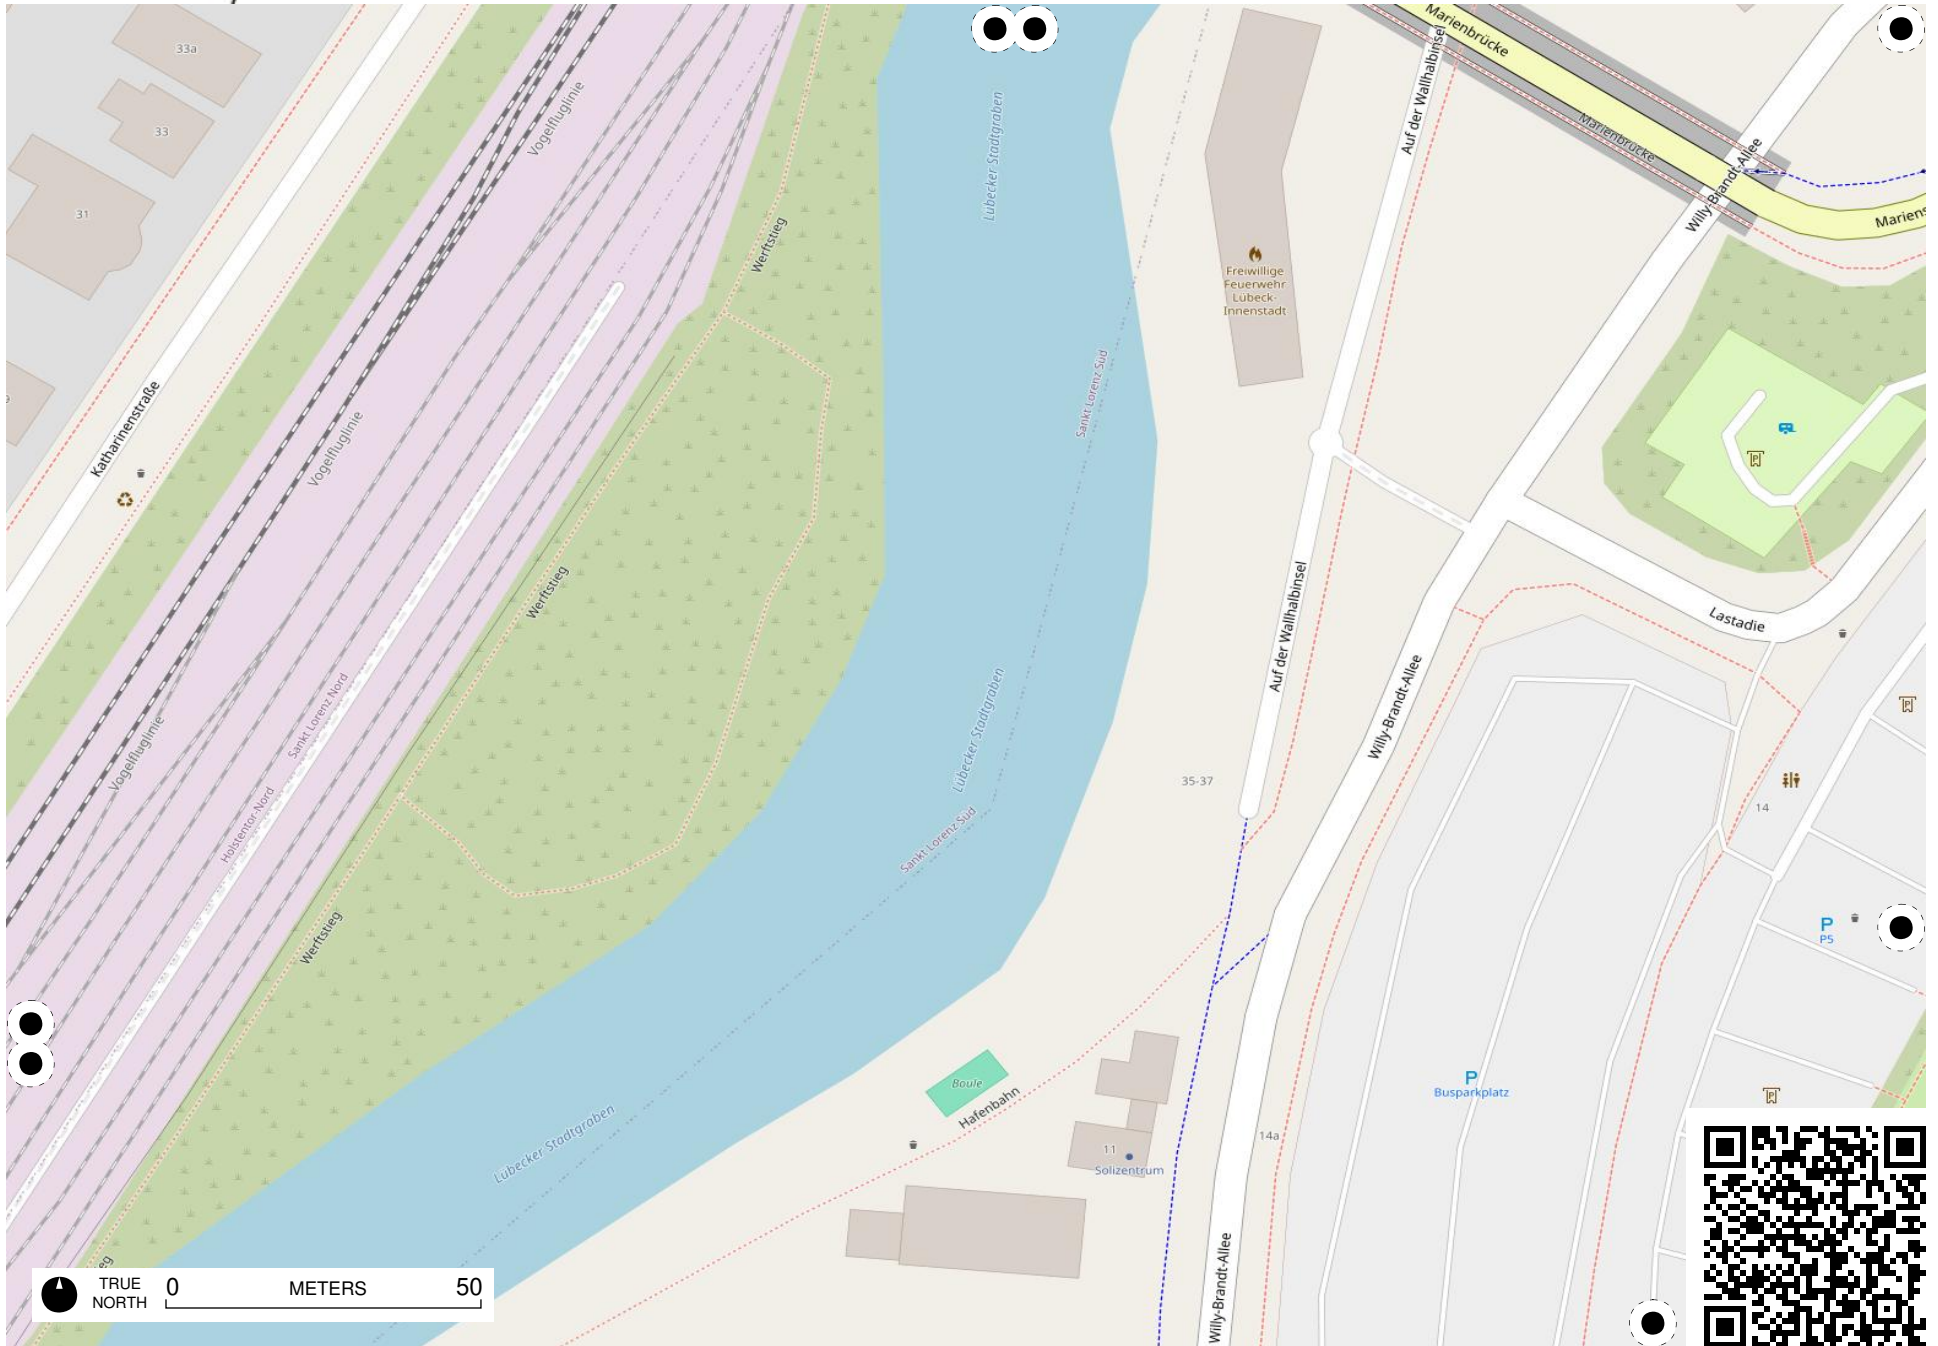 33a
Marienbrücke
33
Vogelfluglinie
Lübecker Stadtgraben
Auf der Wallhalbinsel
Marienbrücke
Willy-Brandt-Allee
31
Werftstieg
Mariens
Freiwillige
Feuerwehr
Lübeck-
Innenstadt
Katharinenstraße
Vogelfluglinie
Sankt Lorenz Süd
Werftstieg
Auf der Wallhalbinsel
Lastadie
Willy-Brandt-Allee
Sankt Lorenz Nord
Vogelfluglinie
Lübecker Stadtgraben
35-37
14
Holstentor-Nord
Sankt Lorenz Süd
Werftstieg
P
P5
Boule
Hafenbahn
P
Busparkplatz
Lübecker Stadtgraben
14a
11
Solizentrum
Willy-Brandt-Allee
eg
TRUE
NORTH
0 METERS 50